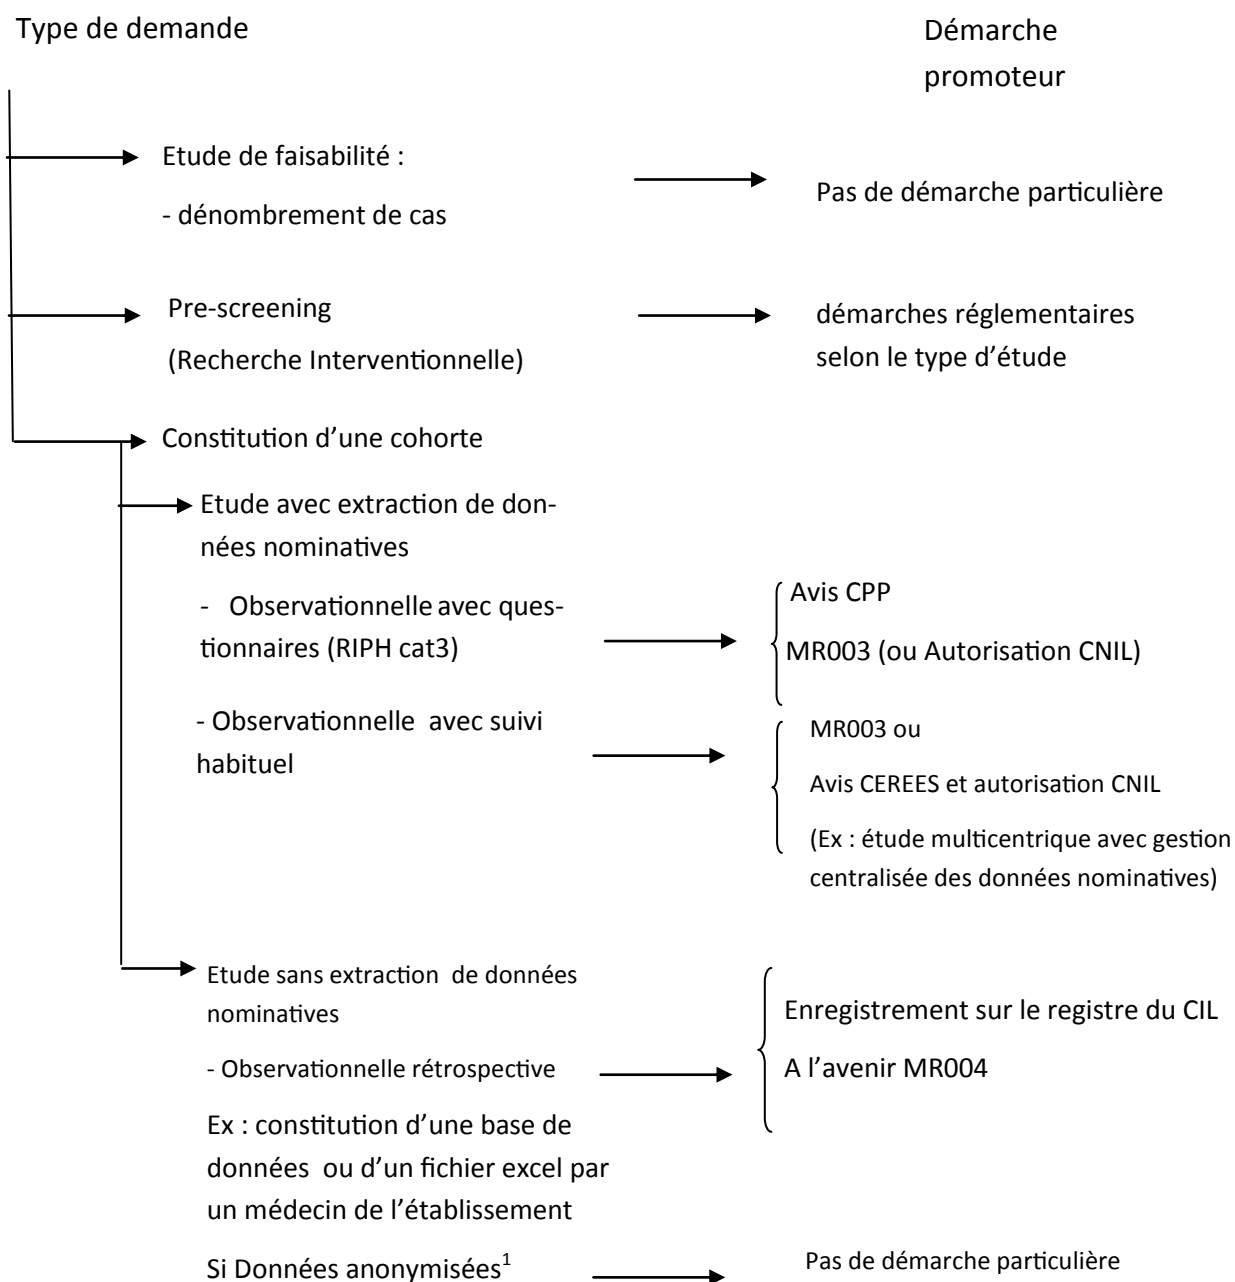 Type de demande
Démarche
promoteur
Etude de faisabilité :
- dénombrement de cas
Pas de démarche particulière
Pre-screening
(Recherche Interventionnelle)
démarches réglementaires
selon le type d’étude
Constitution d’une cohorte
Etude avec extraction de don-
nées nominatives
- Observationnelle avec ques-
tionnaires (RIPH cat3)
Avis CPP
MR003 (ou Autorisation CNIL)
- Observationnelle avec suivi
habituel
MR003 ou
Avis CEREES et autorisation CNIL
(Ex : étude multicentrique avec gestion
centralisée des données nominatives)
Etude sans extraction de données
nominatives
- Observationnelle rétrospective
Enregistrement sur le registre du CIL
A l’avenir MR004
Ex : constitution d’une base de
données ou d’un fichier excel par
un médecin de l’établissement
Si Données anonymisées¹
Pas de démarche particulière